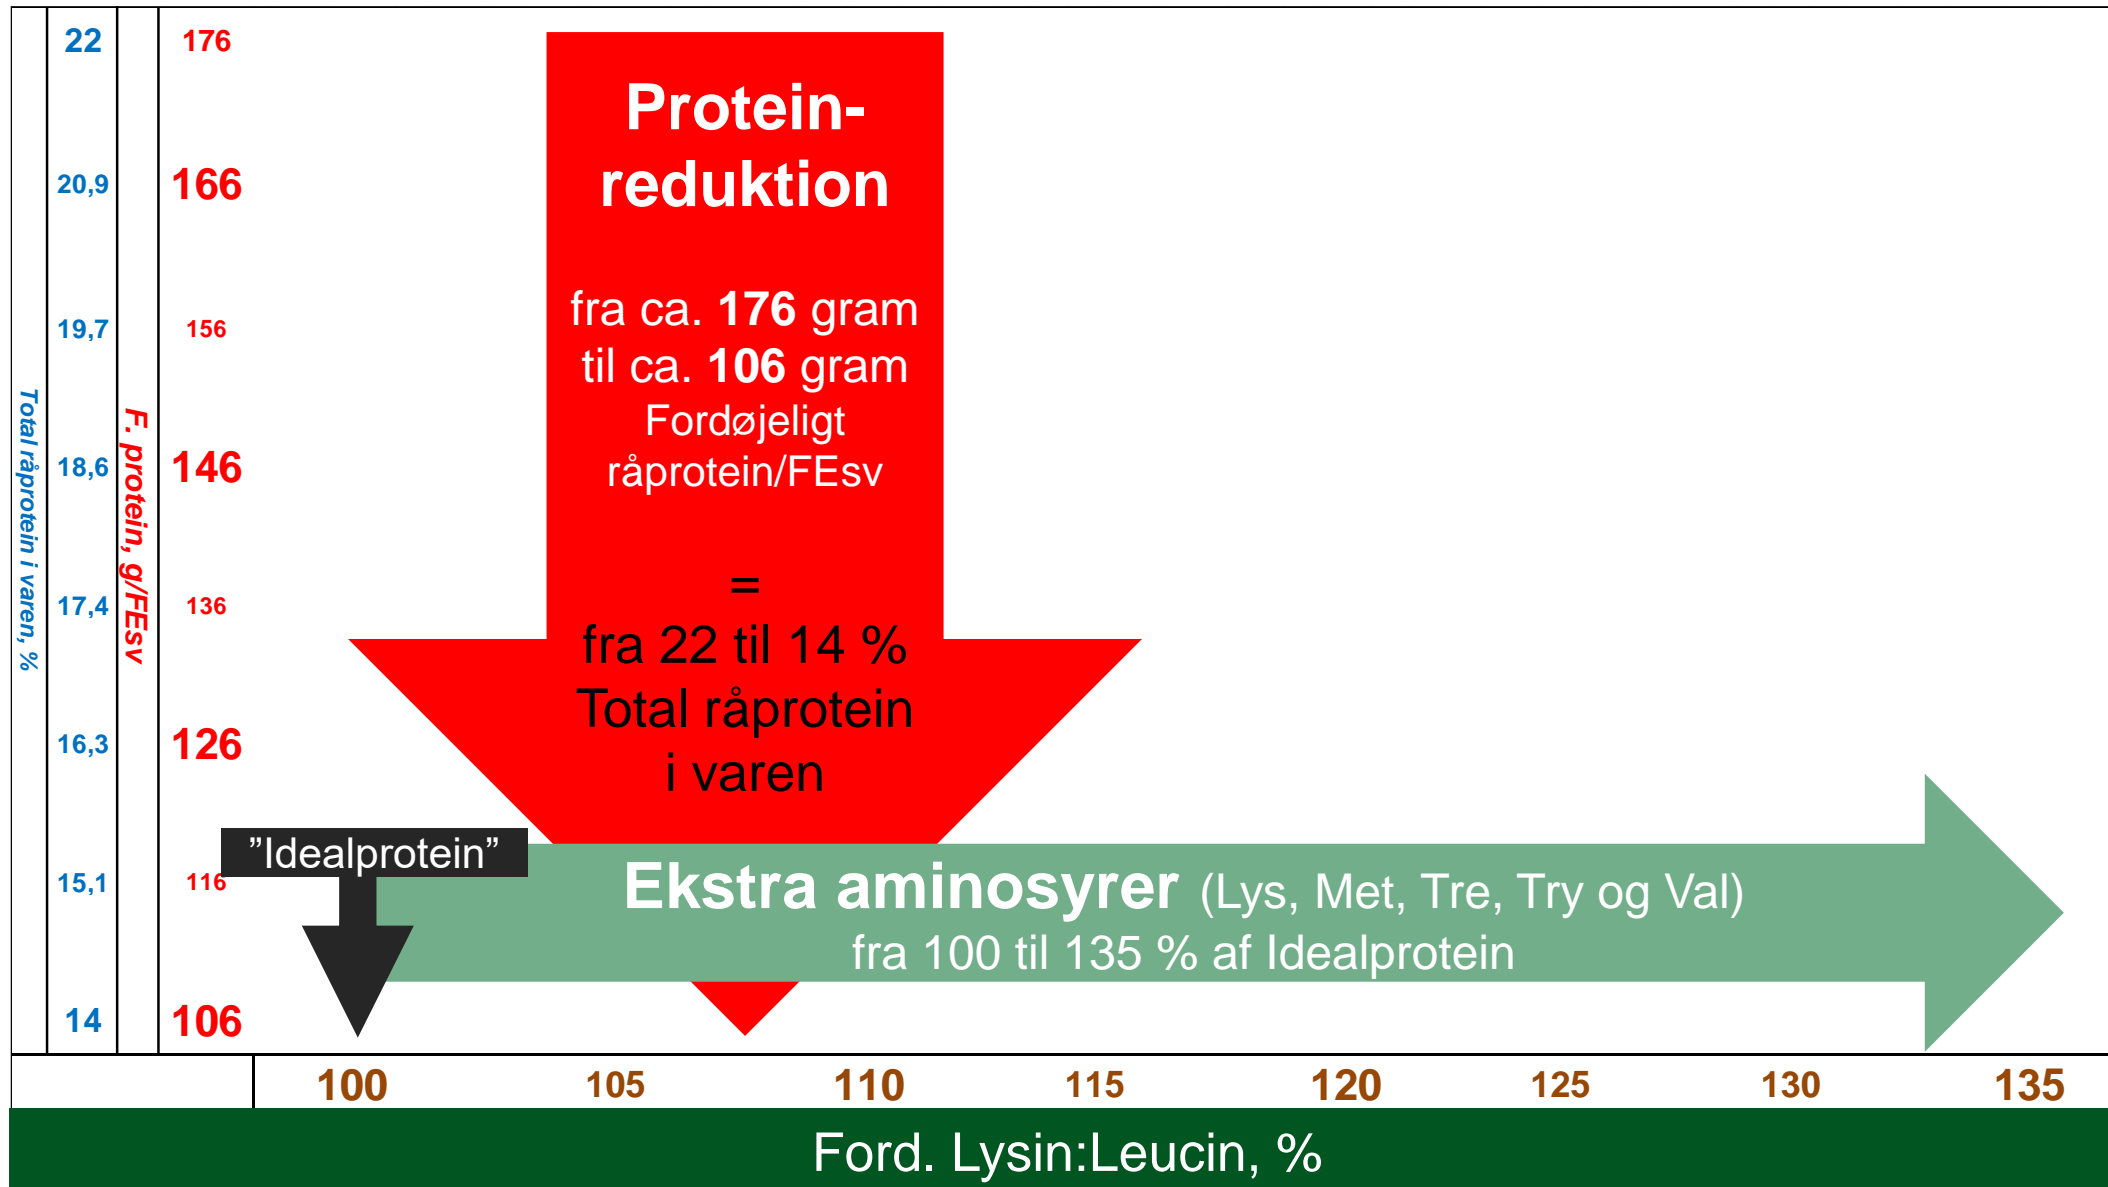 22 176
20,9 166
19,7 156
18,6 146
17,4 136
16,3 126
15,1 116
14 106
Total råprotein i varen, %
F. protein, g/FEsv
Protein-
reduktion
fra ca. 176 gram
til ca. 106 gram
Fordøjeligt
råprotein/FEsv
=
fra 22 til 14 %
Total råprotein
i varen
”Idealprotein”
Ekstra aminosyrer (Lys, Met, Tre, Try og Val)
fra 100 til 135 % af Idealprotein
100 105 110 115 120 125 130 135
Ford. Lysin:Leucin, %